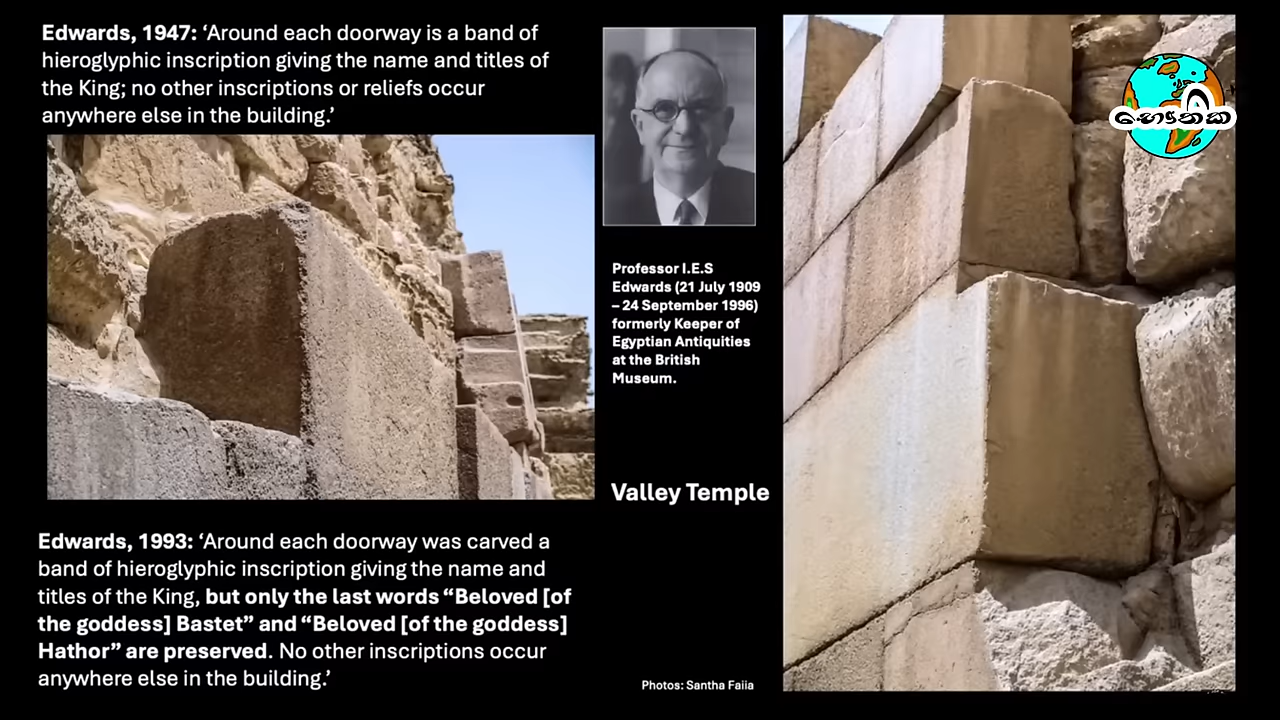 Edwards, 1947: ‘Around each doorway is a band of
hieroglyphic inscription giving the name and titles of
the King; no other inscriptions or reliefs occur
anywhere else in the building.’
භෞතික
Professor I.E.S
Edwards (21 July 1909
– 24 September 1996)
formerly Keeper of
Egyptian Antiquities
at the British
Museum.
Valley Temple
Edwards, 1993: ‘Around each doorway was carved a
band of hieroglyphic inscription giving the name and
titles of the King, but only the last words “Beloved [of
the goddess] Bastet” and “Beloved [of the goddess]
Hathor” are preserved. No other inscriptions occur
anywhere else in the building.’
Photos: Santha Faiia